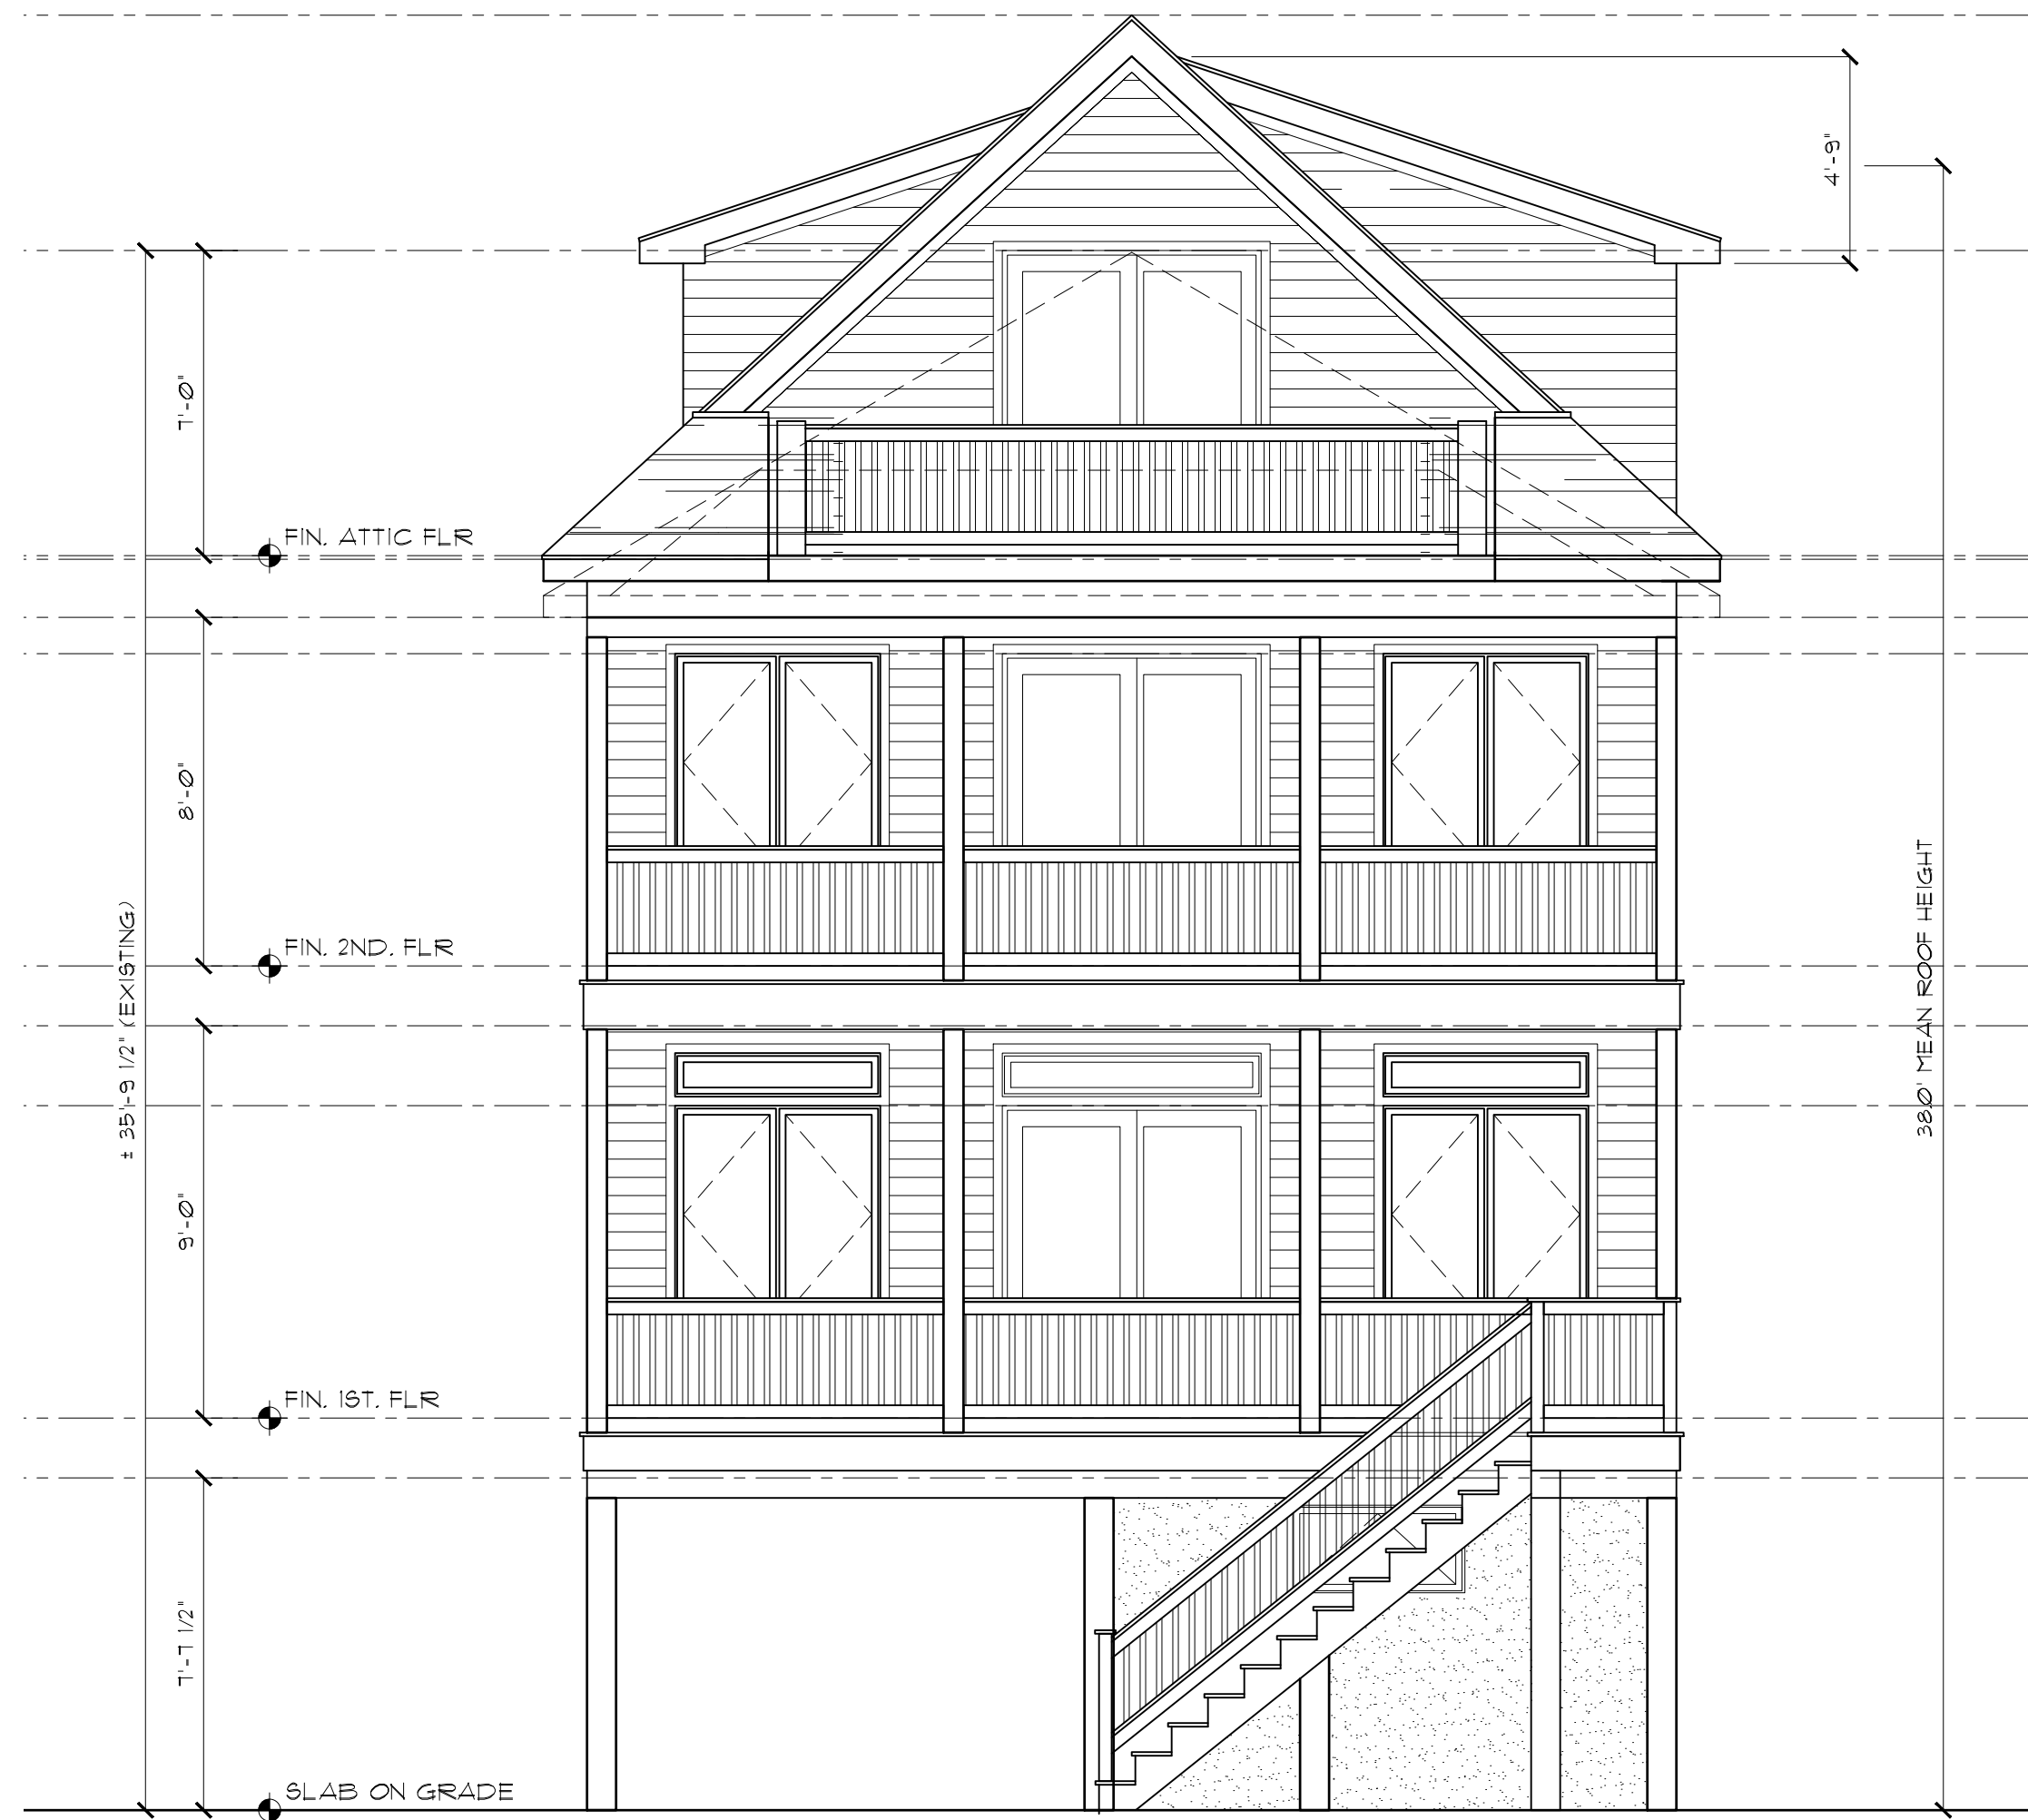 4'-9"
7'-0"
FIN. ATTIC FLR
8'-0"
FIN. 2ND. FLR
± 35'-9 1/2" (EXISTING)
38.0' MEAN ROOF HEIGHT
9'-0"
FIN. 1ST. FLR
7'-7 1/2"
SLAB ON GRADE